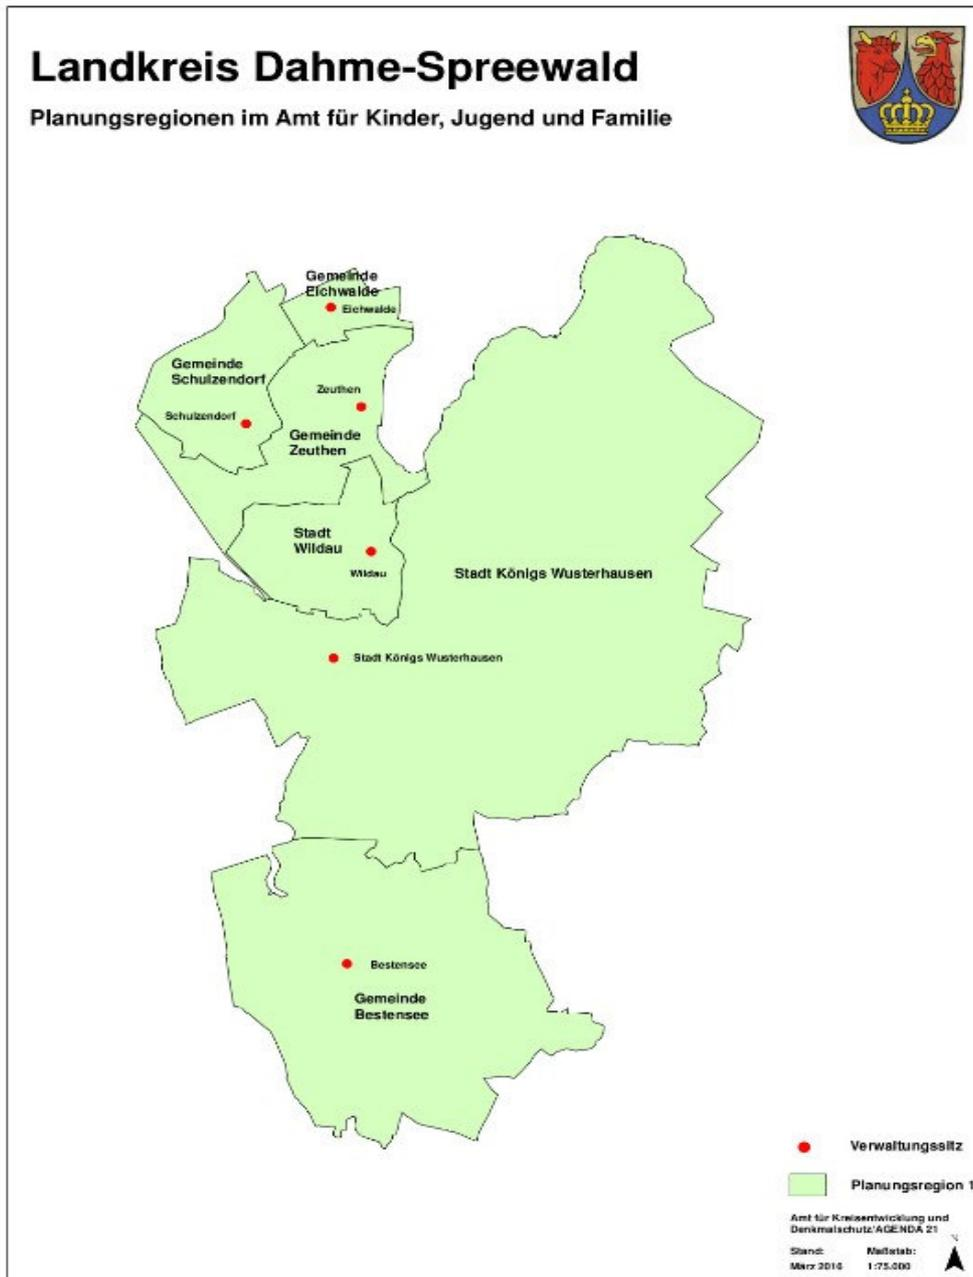 Landkreis Dahme-Spreewald
Planungsregionen im Amt für Kinder, Jugend und Familie
Gemeinde
Eichwalde
Eichwalde
Gemeinde
Schulzendorf
Schulzendorf
Zeuthen
Gemeinde
Zeuthen
Stadt
Wildau
Wildau
Stadt Königs Wusterhausen
Stadt Königs Wusterhausen
Bestensee
Gemeinde
Bestensee
Verwaltungssitz
Planungsregion 1
Amt für Kreisentwicklung und
Denkmalschutz/AGENDA 21
N
Stand: Maßstab:
März 2016 1:75.000